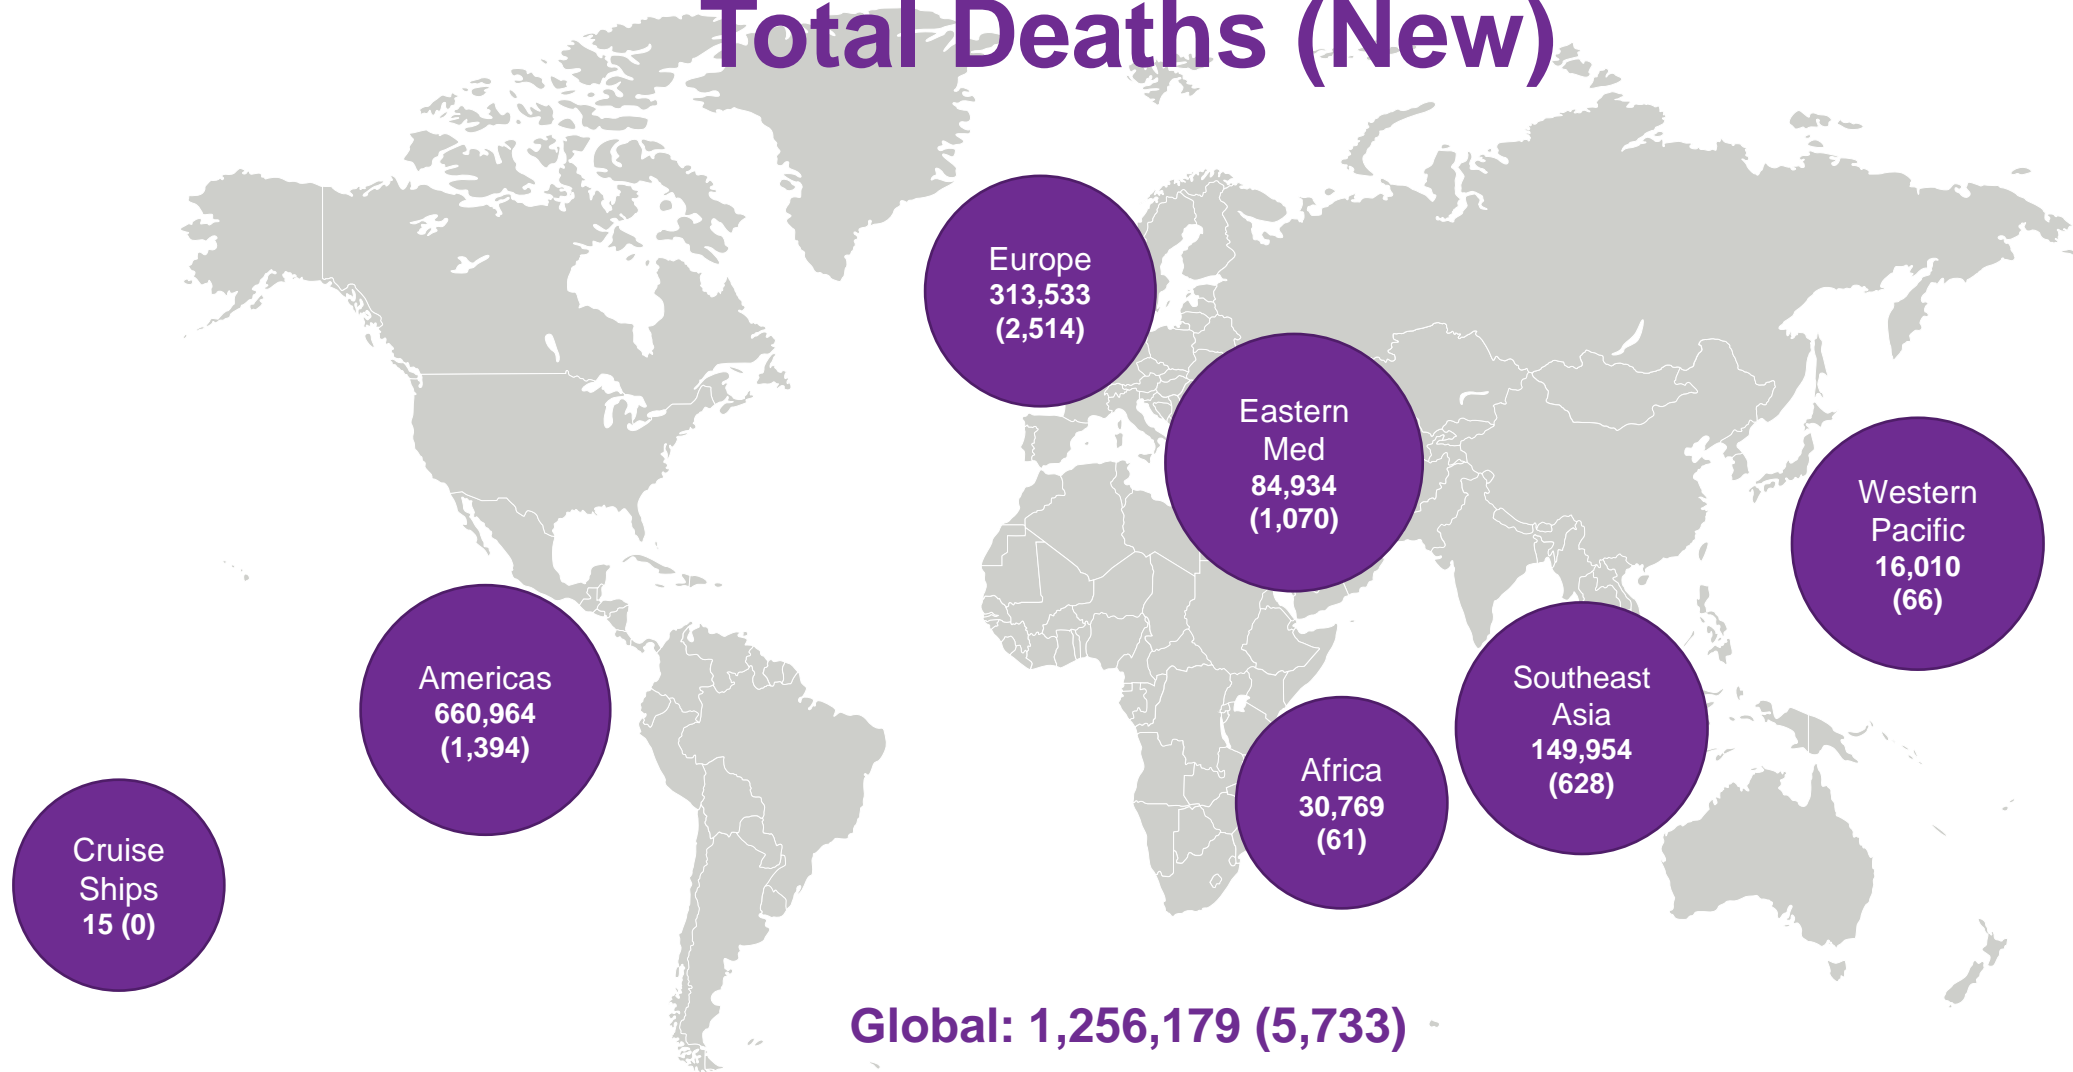 Total Deaths (New)
Europe
313,533
(2,514)
Eastern
Med
84,934
(1,070)
Western
Pacific
16,010
(66)
Americas
660,964
(1,394)
Southeast
Asia
149,954
(628)
Africa
30,769
(61)
Cruise
Ships
15 (0)
Global: 1,256,179 (5,733)